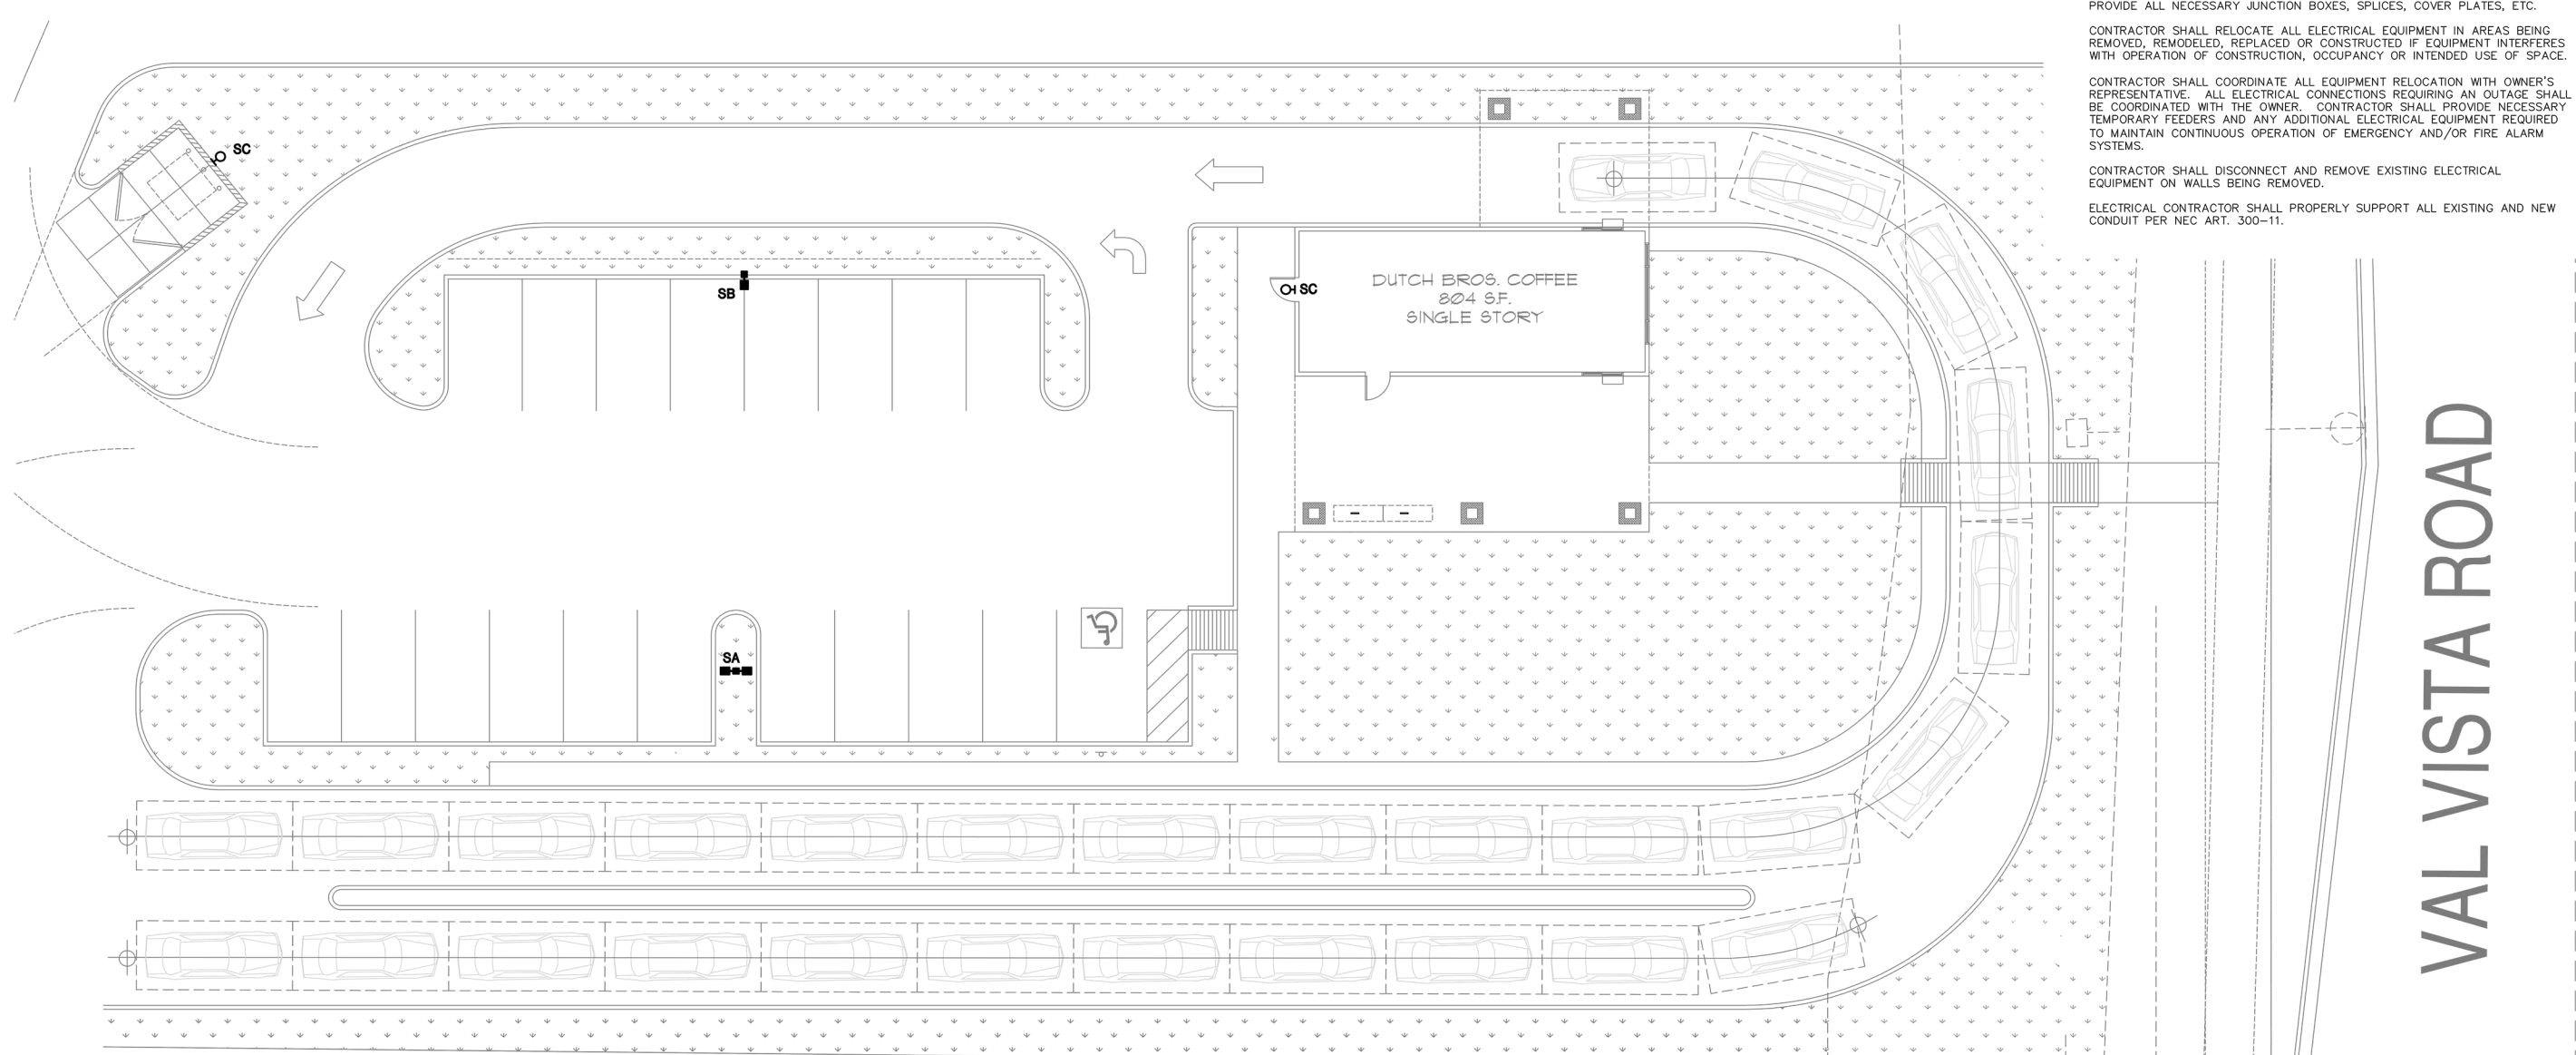 PROVIDE ALL NECESSARY JUNCTION BOXES, SPLICES, COVER PLATES, ETC.
CONTRACTOR SHALL RELOCATE ALL ELECTRICAL EQUIPMENT IN AREAS BEING
REMOVED, REMODELED, REPLACED OR CONSTRUCTED IF EQUIPMENT INTERFERES
WITH OPERATION OF CONSTRUCTION, OCCUPANCY OR INTENDED USE OF SPACE.
CONTRACTOR SHALL COORDINATE ALL EQUIPMENT RELOCATION WITH OWNER'S
REPRESENTATIVE.  ALL ELECTRICAL CONNECTIONS REQUIRING AN OUTAGE SHALL
BE COORDINATED WITH THE OWNER.  CONTRACTOR SHALL PROVIDE NECESSARY
TEMPORARY FEEDERS AND ANY ADDITIONAL ELECTRICAL EQUIPMENT REQUIRED
TO MAINTAIN CONTINUOUS OPERATION OF EMERGENCY AND/OR FIRE ALARM
SYSTEMS.
CONTRACTOR SHALL DISCONNECT AND REMOVE EXISTING ELECTRICAL
EQUIPMENT ON WALLS BEING REMOVED.
ELECTRICAL CONTRACTOR SHALL PROPERLY SUPPORT ALL EXISTING AND NEW
CONDUIT PER NEC ART. 300–11.
SC
SB
SC
DUTCH BROS. COFFEE
804 S.F.
SINGLE STORY
SA
VAL VISTA ROAD